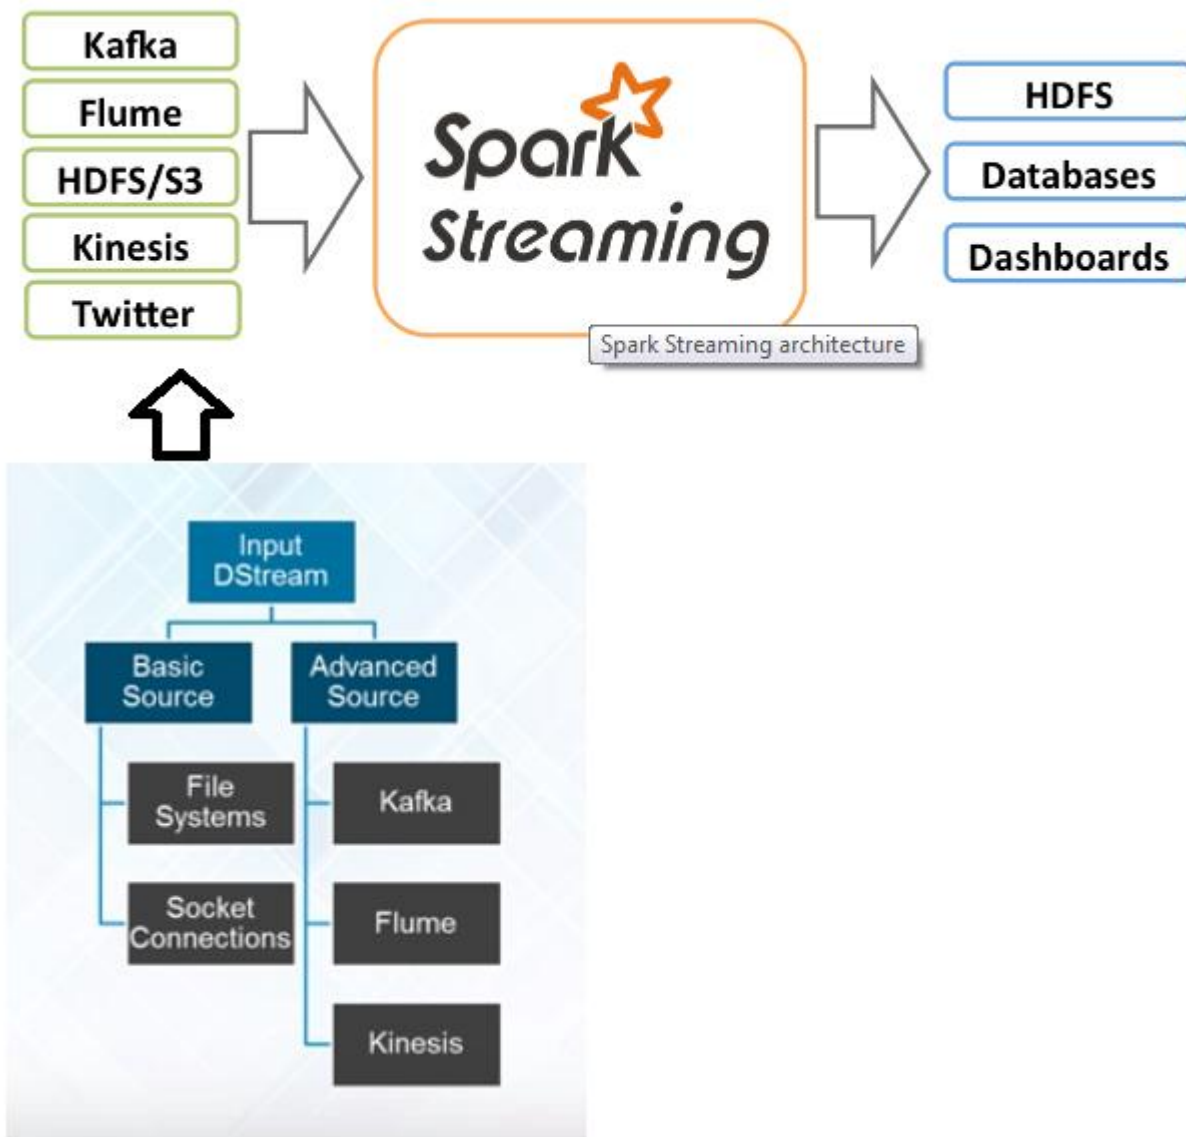 Kafka
Flume
HDFS/S3
Kinesis
Twitter
Spark
Streaming
HDFS
Databases
Dashboards
Spark Streaming architecture
Input
DStream
Basic
Source
Advanced
Source
File
Systems
Socket
Connections
Kafka
Flume
Kinesis